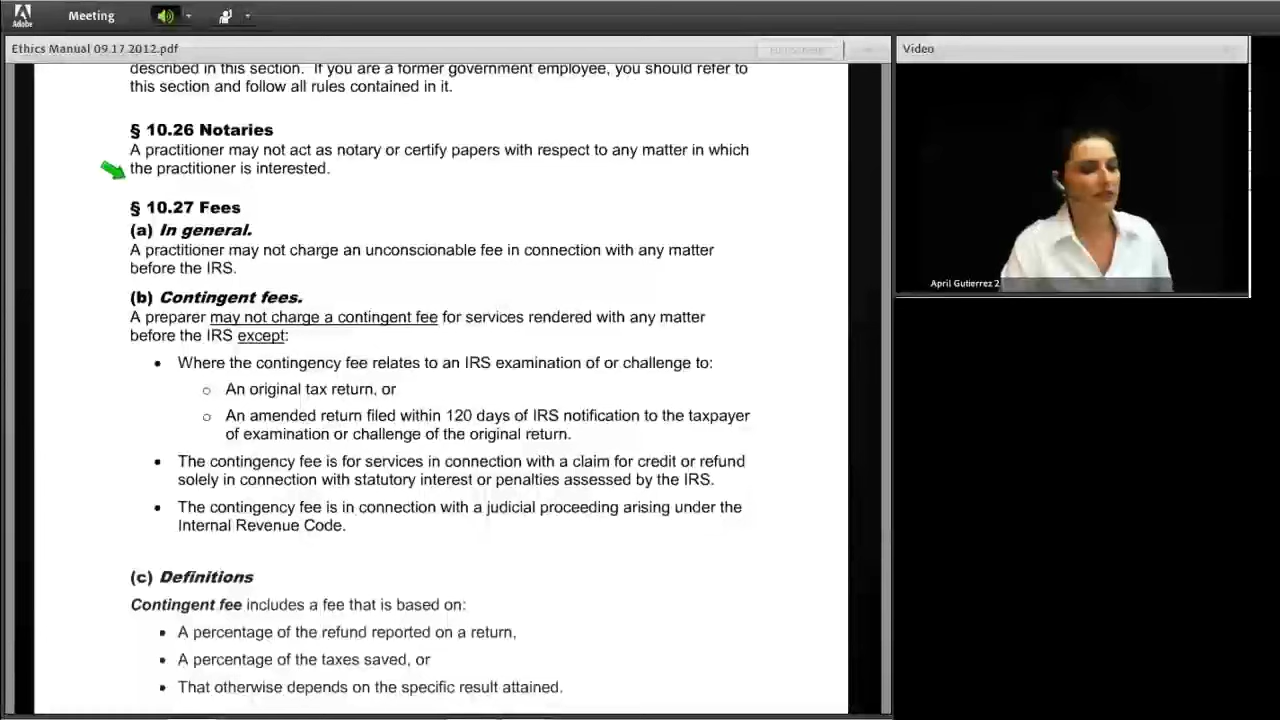 Adobe
Meeting
Ethics Manual 09.17 2012.pdf
Video
described in this section. If you are a former government employee, you should refer to
this section and follow all rules contained in it.
§ 10.26 Notaries
A practitioner may not act as notary or certify papers with respect to any matter in which
the practitioner is interested.
§ 10.27 Fees
(a) In general.
A practitioner may not charge an unconscionable fee in connection with any matter
before the IRS.
(b) Contingent fees.
A preparer may not charge a contingent fee for services rendered with any matter
before the IRS except:
• Where the contingency fee relates to an IRS examination of or challenge to:
o An original tax return, or
o An amended return filed within 120 days of IRS notification to the taxpayer
of examination or challenge of the original return.
• The contingency fee is for services in connection with a claim for credit or refund
solely in connection with statutory interest or penalties assessed by the IRS.
• The contingency fee is in connection with a judicial proceeding arising under the
Internal Revenue Code.
(c) Definitions
Contingent fee includes a fee that is based on:
▪ A percentage of the refund reported on a return,
▪ A percentage of the taxes saved, or
▪ That otherwise depends on the specific result attained.
April Gutierrez 2